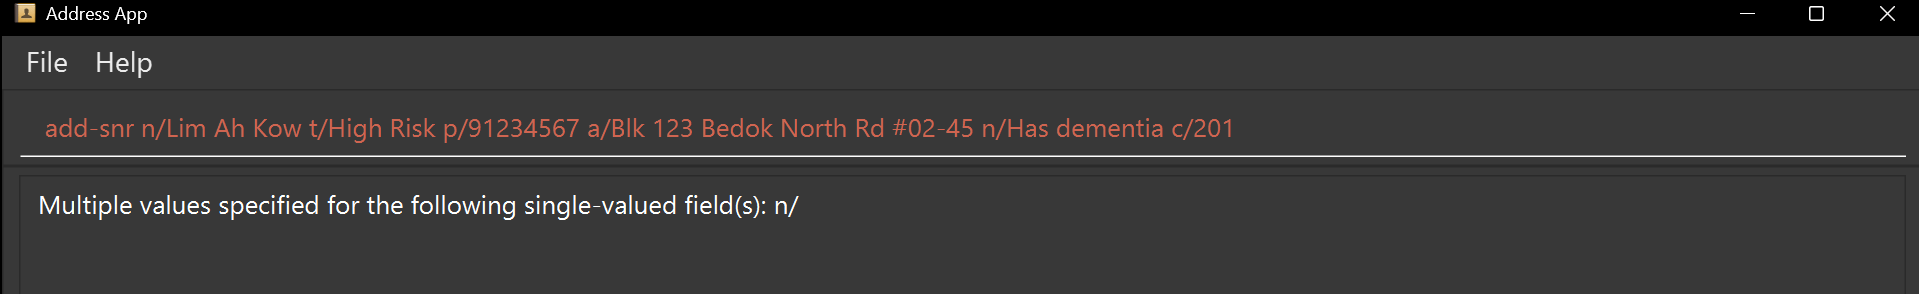 Address App
File Help
add-snr n/Lim Ah Kow t/High Risk p/91234567 a/Blk 123 Bedok North Rd #02-45 n/Has dementia c/201
Multiple values specified for the following single-valued field(s): n/